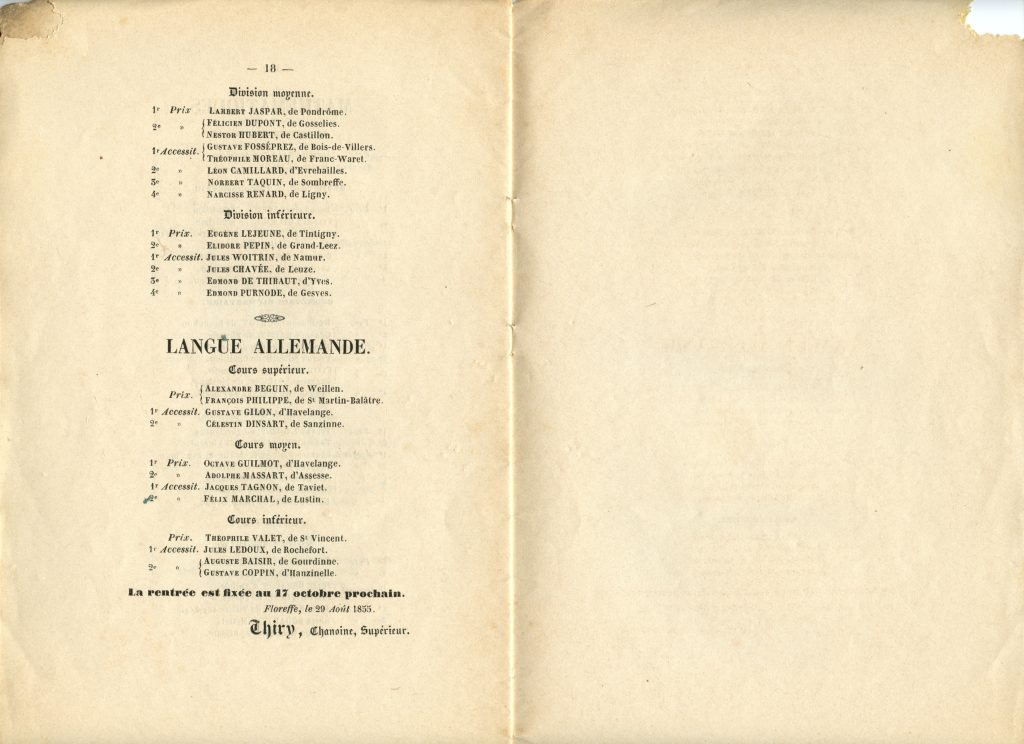 — 18 —
Division moyenne.
1r Prix Lambert JASPAR, de Pondrôme.
2e » { Félicien DUPONT, de Gosselies.
Nestor HUBERT, de Castillon.
1r Accessit. { Gustave FOSSÉPREZ, de Bois-de-Villers.
Théophile MOREAU, de Franc-Waret.
2e » Léon CAMILLARD, d'Evrehailles.
3e » Norbert TAQUIN, de Sombreffe.
4e » Narcisse RENARD, de Ligny.
Division inférieure.
1r Prix. Eugène LEJEUNE, de Tintigny.
2e » Elidore PEPIN, de Grand-Leez.
1r Accessit. Jules WOITRIN, de Namur.
2e » Jules CHAVÉE, de Leuze.
3e » Edmond DE THIBAUT, d'Yves.
4e » Edmond PURNODE, de Gesves.
LANGUE ALLEMANDE.
Cours supérieur.
Prix. { Alexandre BEGUIN, de Weillen.
François PHILIPPE, de St Martin-Balâtre.
1r Accessit. Gustave GILON, d'Havelange.
2e » Célestin DINSART, de Sanzinne.
Cours moyen.
1r Prix. Octave GUILMOT, d'Havelange.
2e » Adolphe MASSART, d'Assesse.
1r Accessit. Jacques TAGNON, de Taviet.
2e » Félix MARCHAL, de Lustin.
Cours inférieur.
Prix. Théophile VALET, de St Vincent.
1r Accessit. Jules LEDOUX, de Rochefort.
2e » { Auguste BAISIR, de Gourdinne.
Gustave COPPIN, d'Hanzinelle.
La rentrée est fixée au 17 octobre prochain.
Floreffe, le 29 Août 1855.
Thiry, Chanoine, Supérieur.